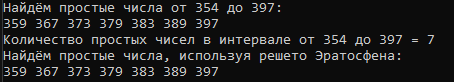 Найдём простые числа от 354 до 397:
359 367 373 379 383 389 397
Количество простых чисел в интервале от 354 до 397 = 7
Найдём простые числа, используя решето Эратосфена:
359 367 373 379 383 389 397